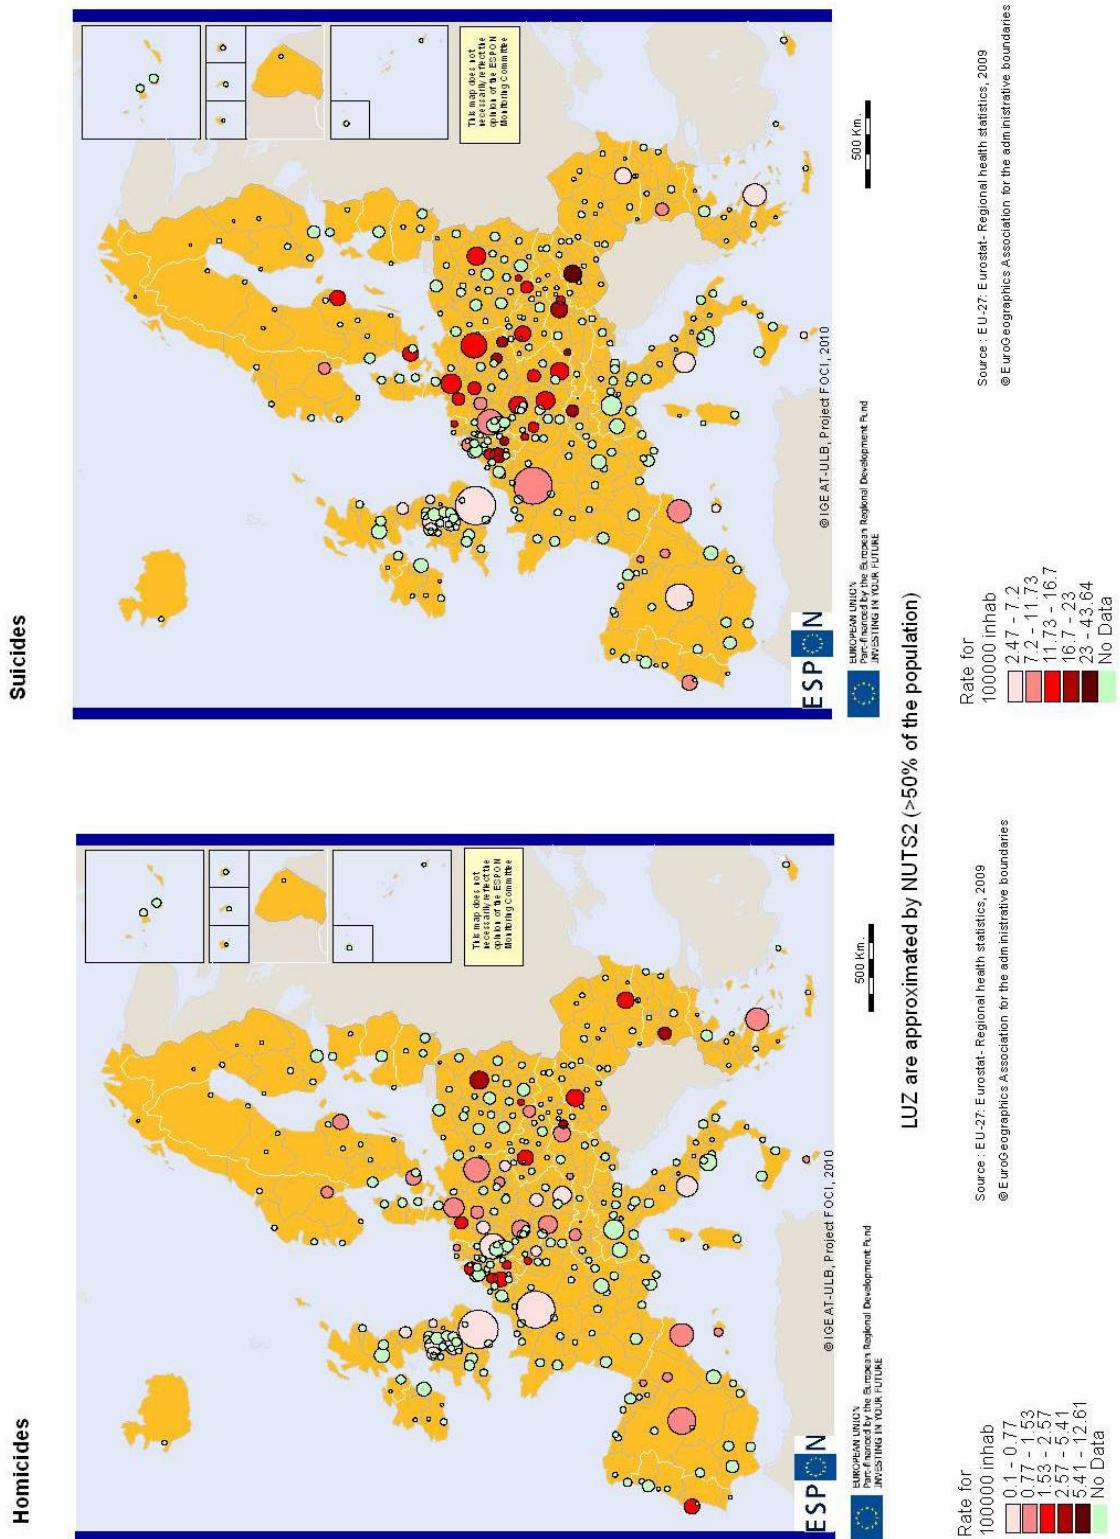 Homicides
This map does not
necessarily reflect the
opinion of the ESPON
Monitoring Committee
© IGEAT-ULB, Project FOCI, 2010
ESPON
EUROPEAN UNION
Part-financed by the European Regional Development Fund
INVESTING IN YOUR FUTURE
500 Km.
Rate for
100000 inhab
0.1 - 0.77
0.77 - 1.53
1.53 - 2.57
2.57 - 5.41
5.41 - 12.61
No Data
Source : EU-27: Eurostat- Regional health statistics, 2009
© EuroGeographics Association for the administrative boundaries
Suicides
This map does not
necessarily reflect the
opinion of the ESPON
Monitoring Committee
© IGEAT-ULB, Project FOCI, 2010
ESPON
EUROPEAN UNION
Part-financed by the European Regional Development Fund
INVESTING IN YOUR FUTURE
500 Km.
LUZ are approximated by NUTS2 (>50% of the population)
Rate for
100000 inhab
2.47 - 7.2
7.2 - 11.73
11.73 - 16.7
16.7 - 23
23 - 43.64
No Data
Source : EU-27: Eurostat- Regional health statistics, 2009
© EuroGeographics Association for the administrative boundaries